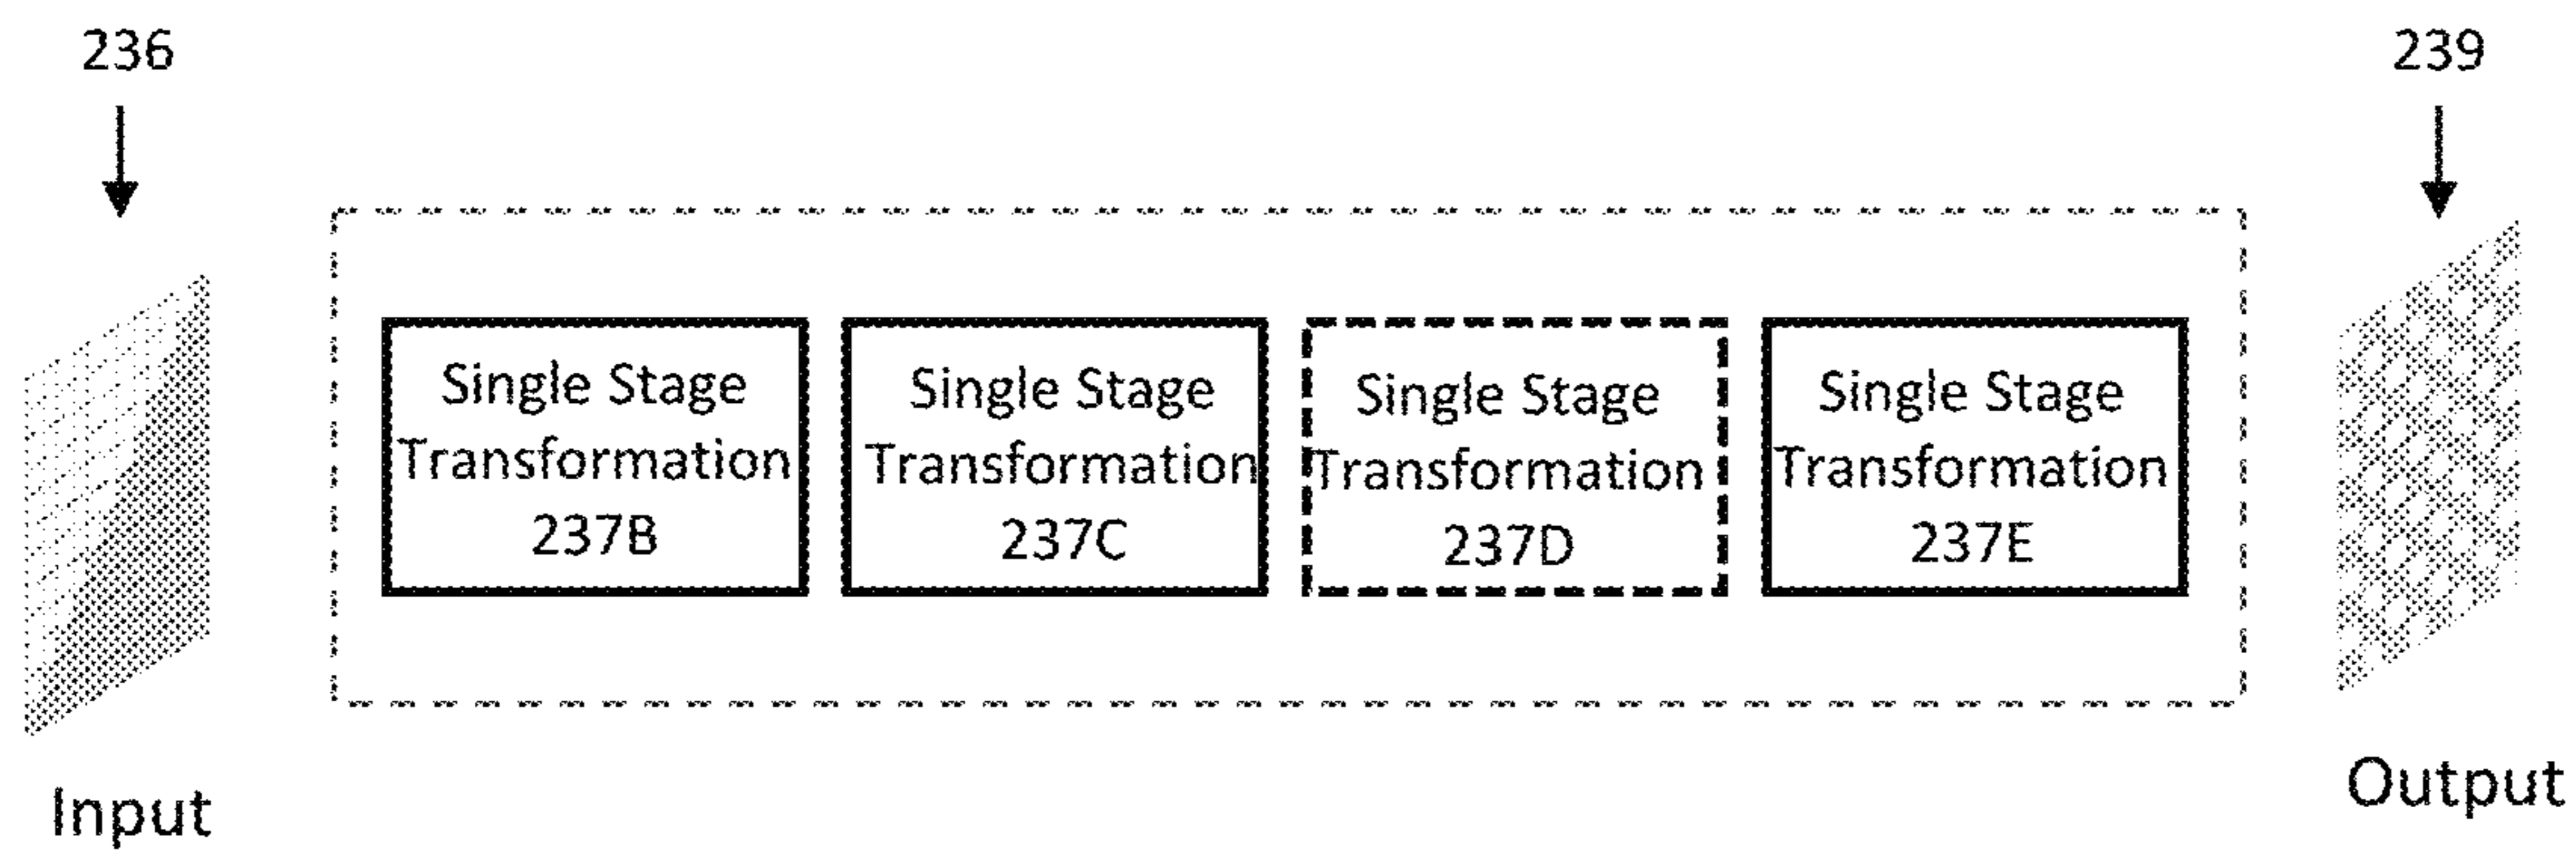 236
239
Single Stage
Transformation
237B
Single Stage
Transformation
237C
Single Stage
Transformation
237D
Single Stage
Transformation
237E
Input
Output